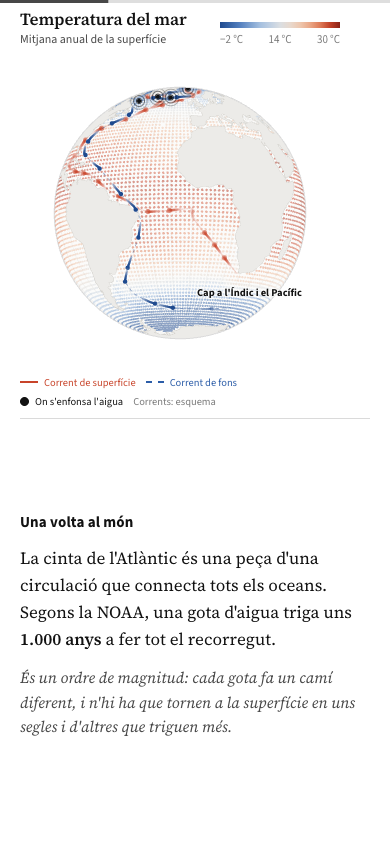 Temperatura del mar
Mitjana anual de la superfície
−2 °C 14 °C 30 °C
Cap a l'Índic i el Pacífic
Corrent de superfície Corrent de fons
On s'enfonsa l'aigua Corrents: esquema
Una volta al món
La cinta de l'Atlàntic és una peça d'una
circulació que connecta tots els oceans.
Segons la NOAA, una gota d'aigua triga uns
1.000 anys a fer tot el recorregut.
És un ordre de magnitud: cada gota fa un camí
diferent, i n'hi ha que tornen a la superfície en uns
segles i d'altres que triguen més.